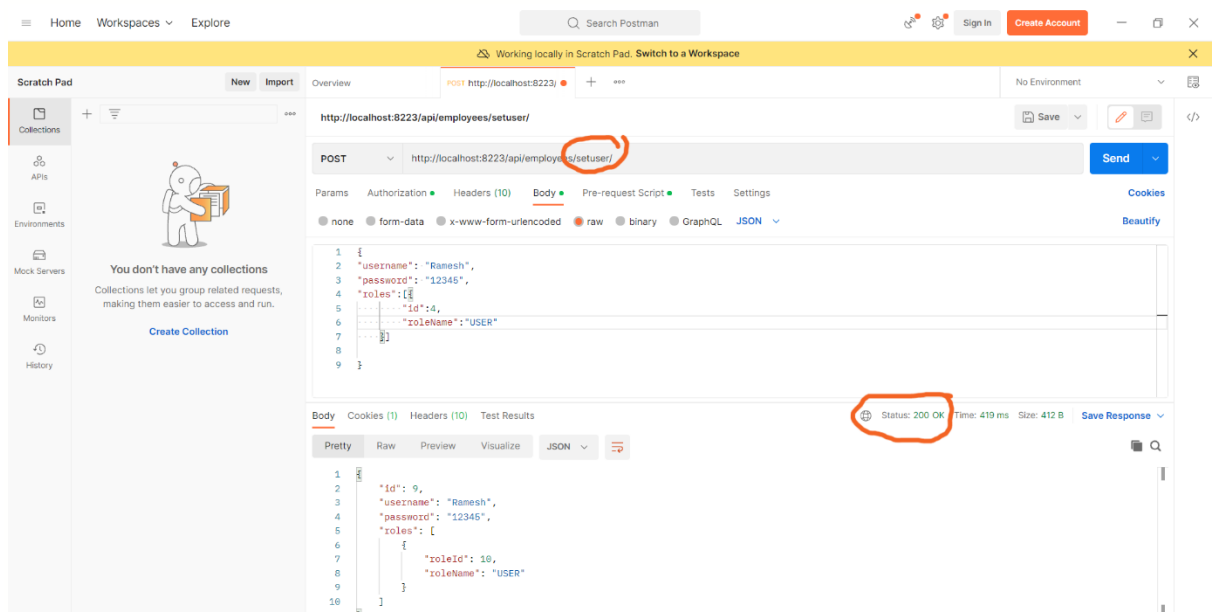 Home Workspaces Explore Search Postman Sign In Create Account
Working locally in Scratch Pad. Switch to a Workspace
Scratch Pad New Import Overview POST http://localhost:8223/ No Environment
Collections
http://localhost:8223/api/employees/setuser/ Save
POST http://localhost:8223/api/employees/setuser/ Send
APIs
Params Authorization Headers (10) Body Pre-request Script Tests Settings Cookies
Environments
none form-data x-www-form-urlencoded raw binary GraphQL JSON Beautify
Mock Servers
Monitors
History
You don't have any collections
Collections let you group related requests,
making them easier to access and run.
Create Collection
1 {
2 "username": "Ramesh",
3 "password": "12345",
4 "roles":[{
5 "id":4,
6 "roleName":"USER"
7 }]
8
9 }
Body Cookies (1) Headers (10) Test Results Status: 200 OK Time: 419 ms Size: 412 B Save Response
Pretty Raw Preview Visualize JSON
1 {
2 "id": 9,
3 "username": "Ramesh",
4 "password": "12345",
5 "roles": [
6 {
7 "roleId": 10,
8 "roleName": "USER"
9 }
10 ]